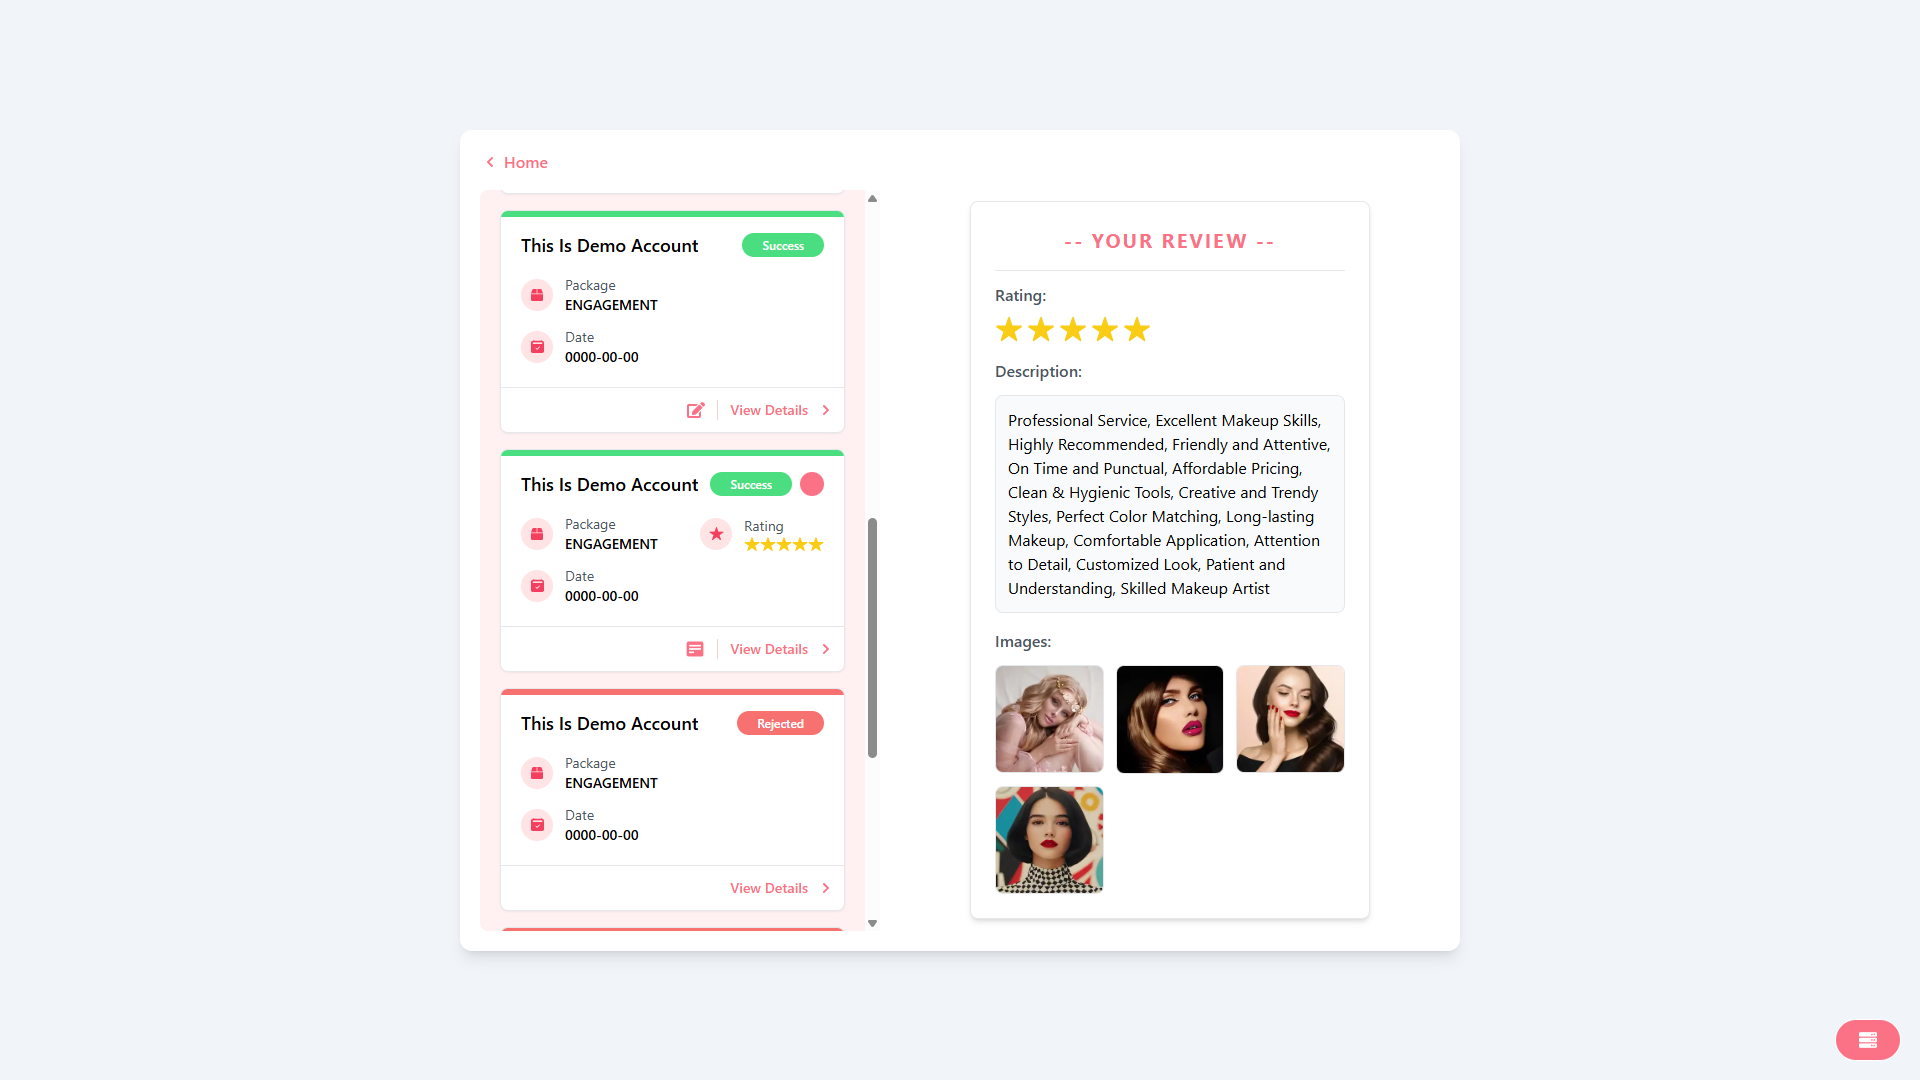 Home
This Is Demo Account
Success
Package
ENGAGEMENT
Date
0000-00-00
View Details
This Is Demo Account
Success
Package
ENGAGEMENT
Rating
Date
0000-00-00
View Details
This Is Demo Account
Rejected
Package
ENGAGEMENT
Date
0000-00-00
View Details
-- YOUR REVIEW --
Rating:
Description:
Professional Service, Excellent Makeup Skills,
Highly Recommended, Friendly and Attentive,
On Time and Punctual, Affordable Pricing,
Clean & Hygienic Tools, Creative and Trendy
Styles, Perfect Color Matching, Long-lasting
Makeup, Comfortable Application, Attention
to Detail, Customized Look, Patient and
Understanding, Skilled Makeup Artist
Images: